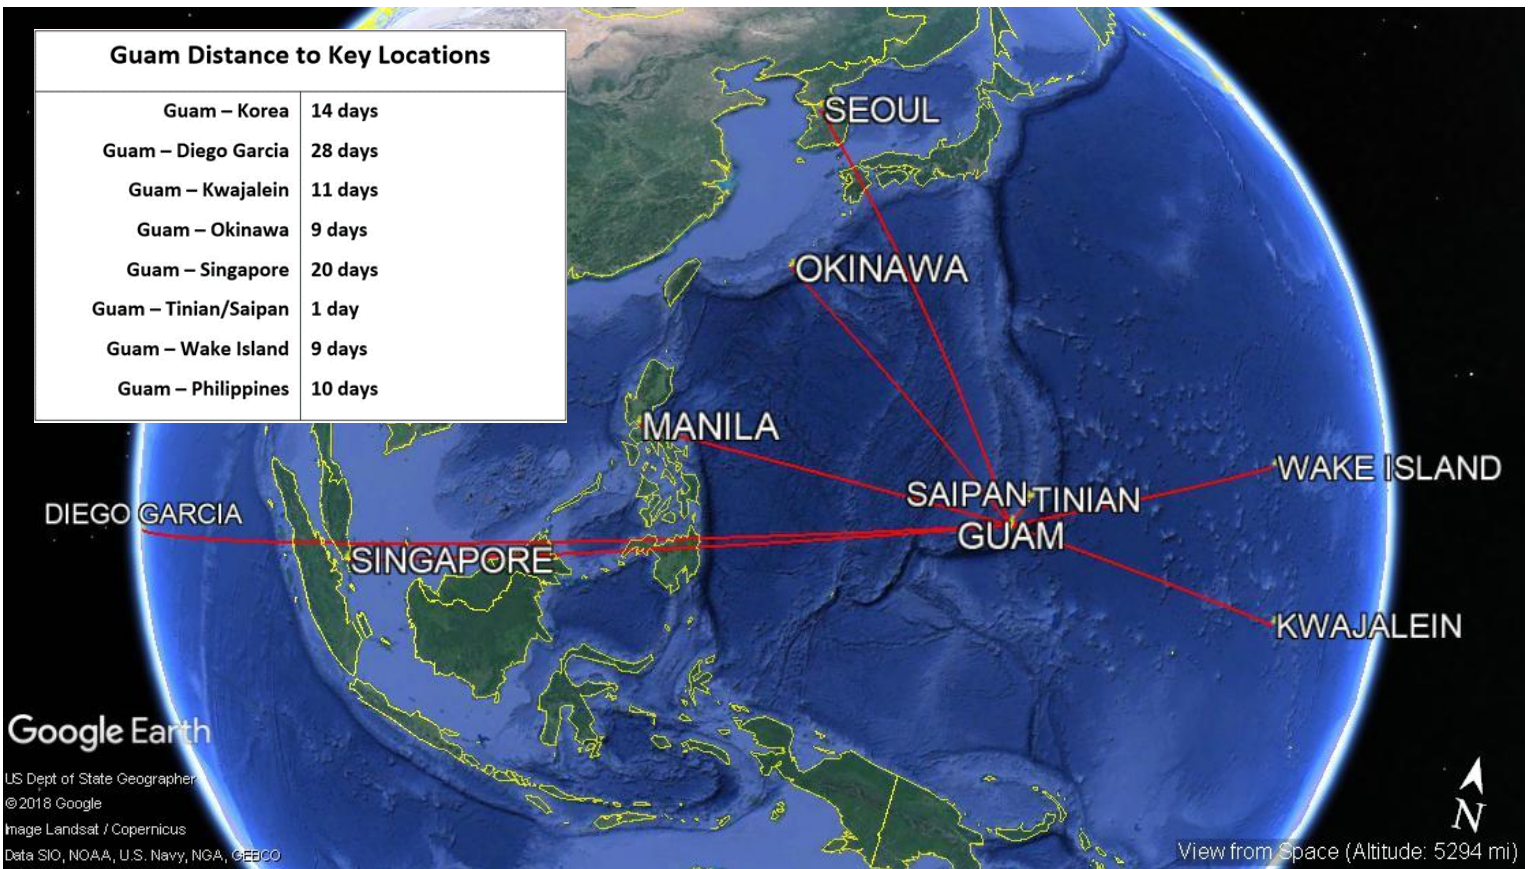 Guam Distance to Key Locations
Guam – Korea 14 days
Guam – Diego Garcia 28 days
Guam – Kwajalein 11 days
Guam – Okinawa 9 days
Guam – Singapore 20 days
Guam – Tinian/Saipan 1 day
Guam – Wake Island 9 days
Guam – Philippines 10 days
SEOUL
OKINAWA
MANILA
WAKE ISLAND
SAIPAN
TINIAN
DIEGO GARCIA
GUAM
SINGAPORE
KWAJALEIN
Google Earth
US Dept of State Geographer
©2018 Google
Image Landsat / Copernicus
Data SIO, NOAA, U.S. Navy, NGA, GEBCO
N
View from Space (Altitude: 5294 mi)